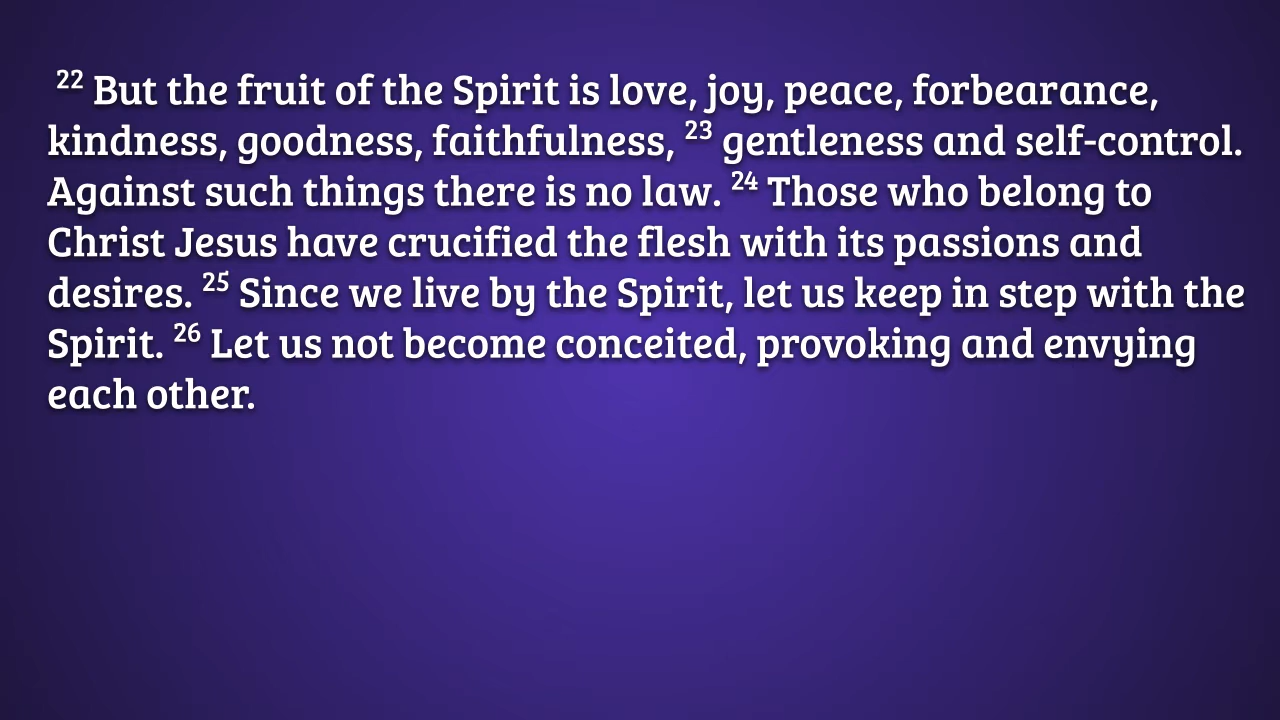 22 But the fruit of the Spirit is love, joy, peace, forbearance,
kindness, goodness, faithfulness, 23 gentleness and self-control.
Against such things there is no law. 24 Those who belong to
Christ Jesus have crucified the flesh with its passions and
desires. 25 Since we live by the Spirit, let us keep in step with the
Spirit. 26 Let us not become conceited, provoking and envying
each other.